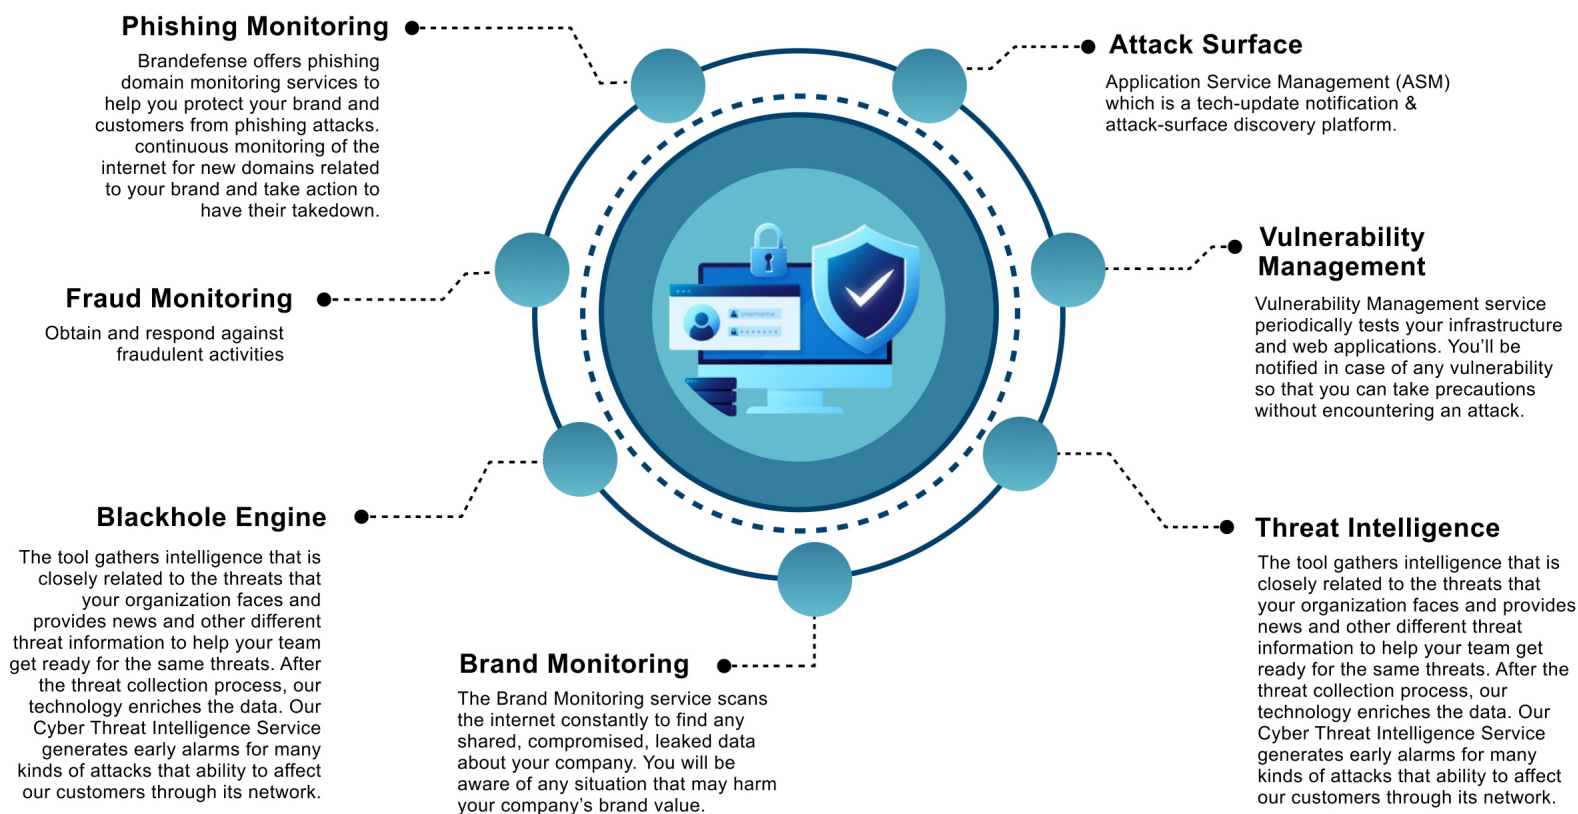 Phishing Monitoring
Brandefense offers phishing
domain monitoring services to
help you protect your brand and
customers from phishing attacks.
continuous monitoring of the
internet for new domains related
to your brand and take action to
have their takedown.
Attack Surface
Application Service Management (ASM)
which is a tech-update notification &
attack-surface discovery platform.
Fraud Monitoring
Obtain and respond against
fraudulent activities
Username
Vulnerability
Management
Vulnerability Management service
periodically tests your infrastructure
and web applications. You'll be
notified in case of any vulnerability
so that you can take precautions
without encountering an attack.
Blackhole Engine
The tool gathers intelligence that is
closely related to the threats that
your organization faces and
provides news and other different
threat information to help your team
get ready for the same threats. After
the threat collection process, our
technology enriches the data. Our
Cyber Threat Intelligence Service
generates early alarms for many
kinds of attacks that ability to affect
our customers through its network.
Brand Monitoring
The Brand Monitoring service scans
the internet constantly to find any
shared, compromised, leaked data
about your company. You will be
aware of any situation that may harm
your company's brand value.
Threat Intelligence
The tool gathers intelligence that is
closely related to the threats that
your organization faces and provides
news and other different threat
information to help your team get
ready for the same threats. After the
threat collection process, our
technology enriches the data. Our
Cyber Threat Intelligence Service
generates early alarms for many
kinds of attacks that ability to affect
our customers through its network.